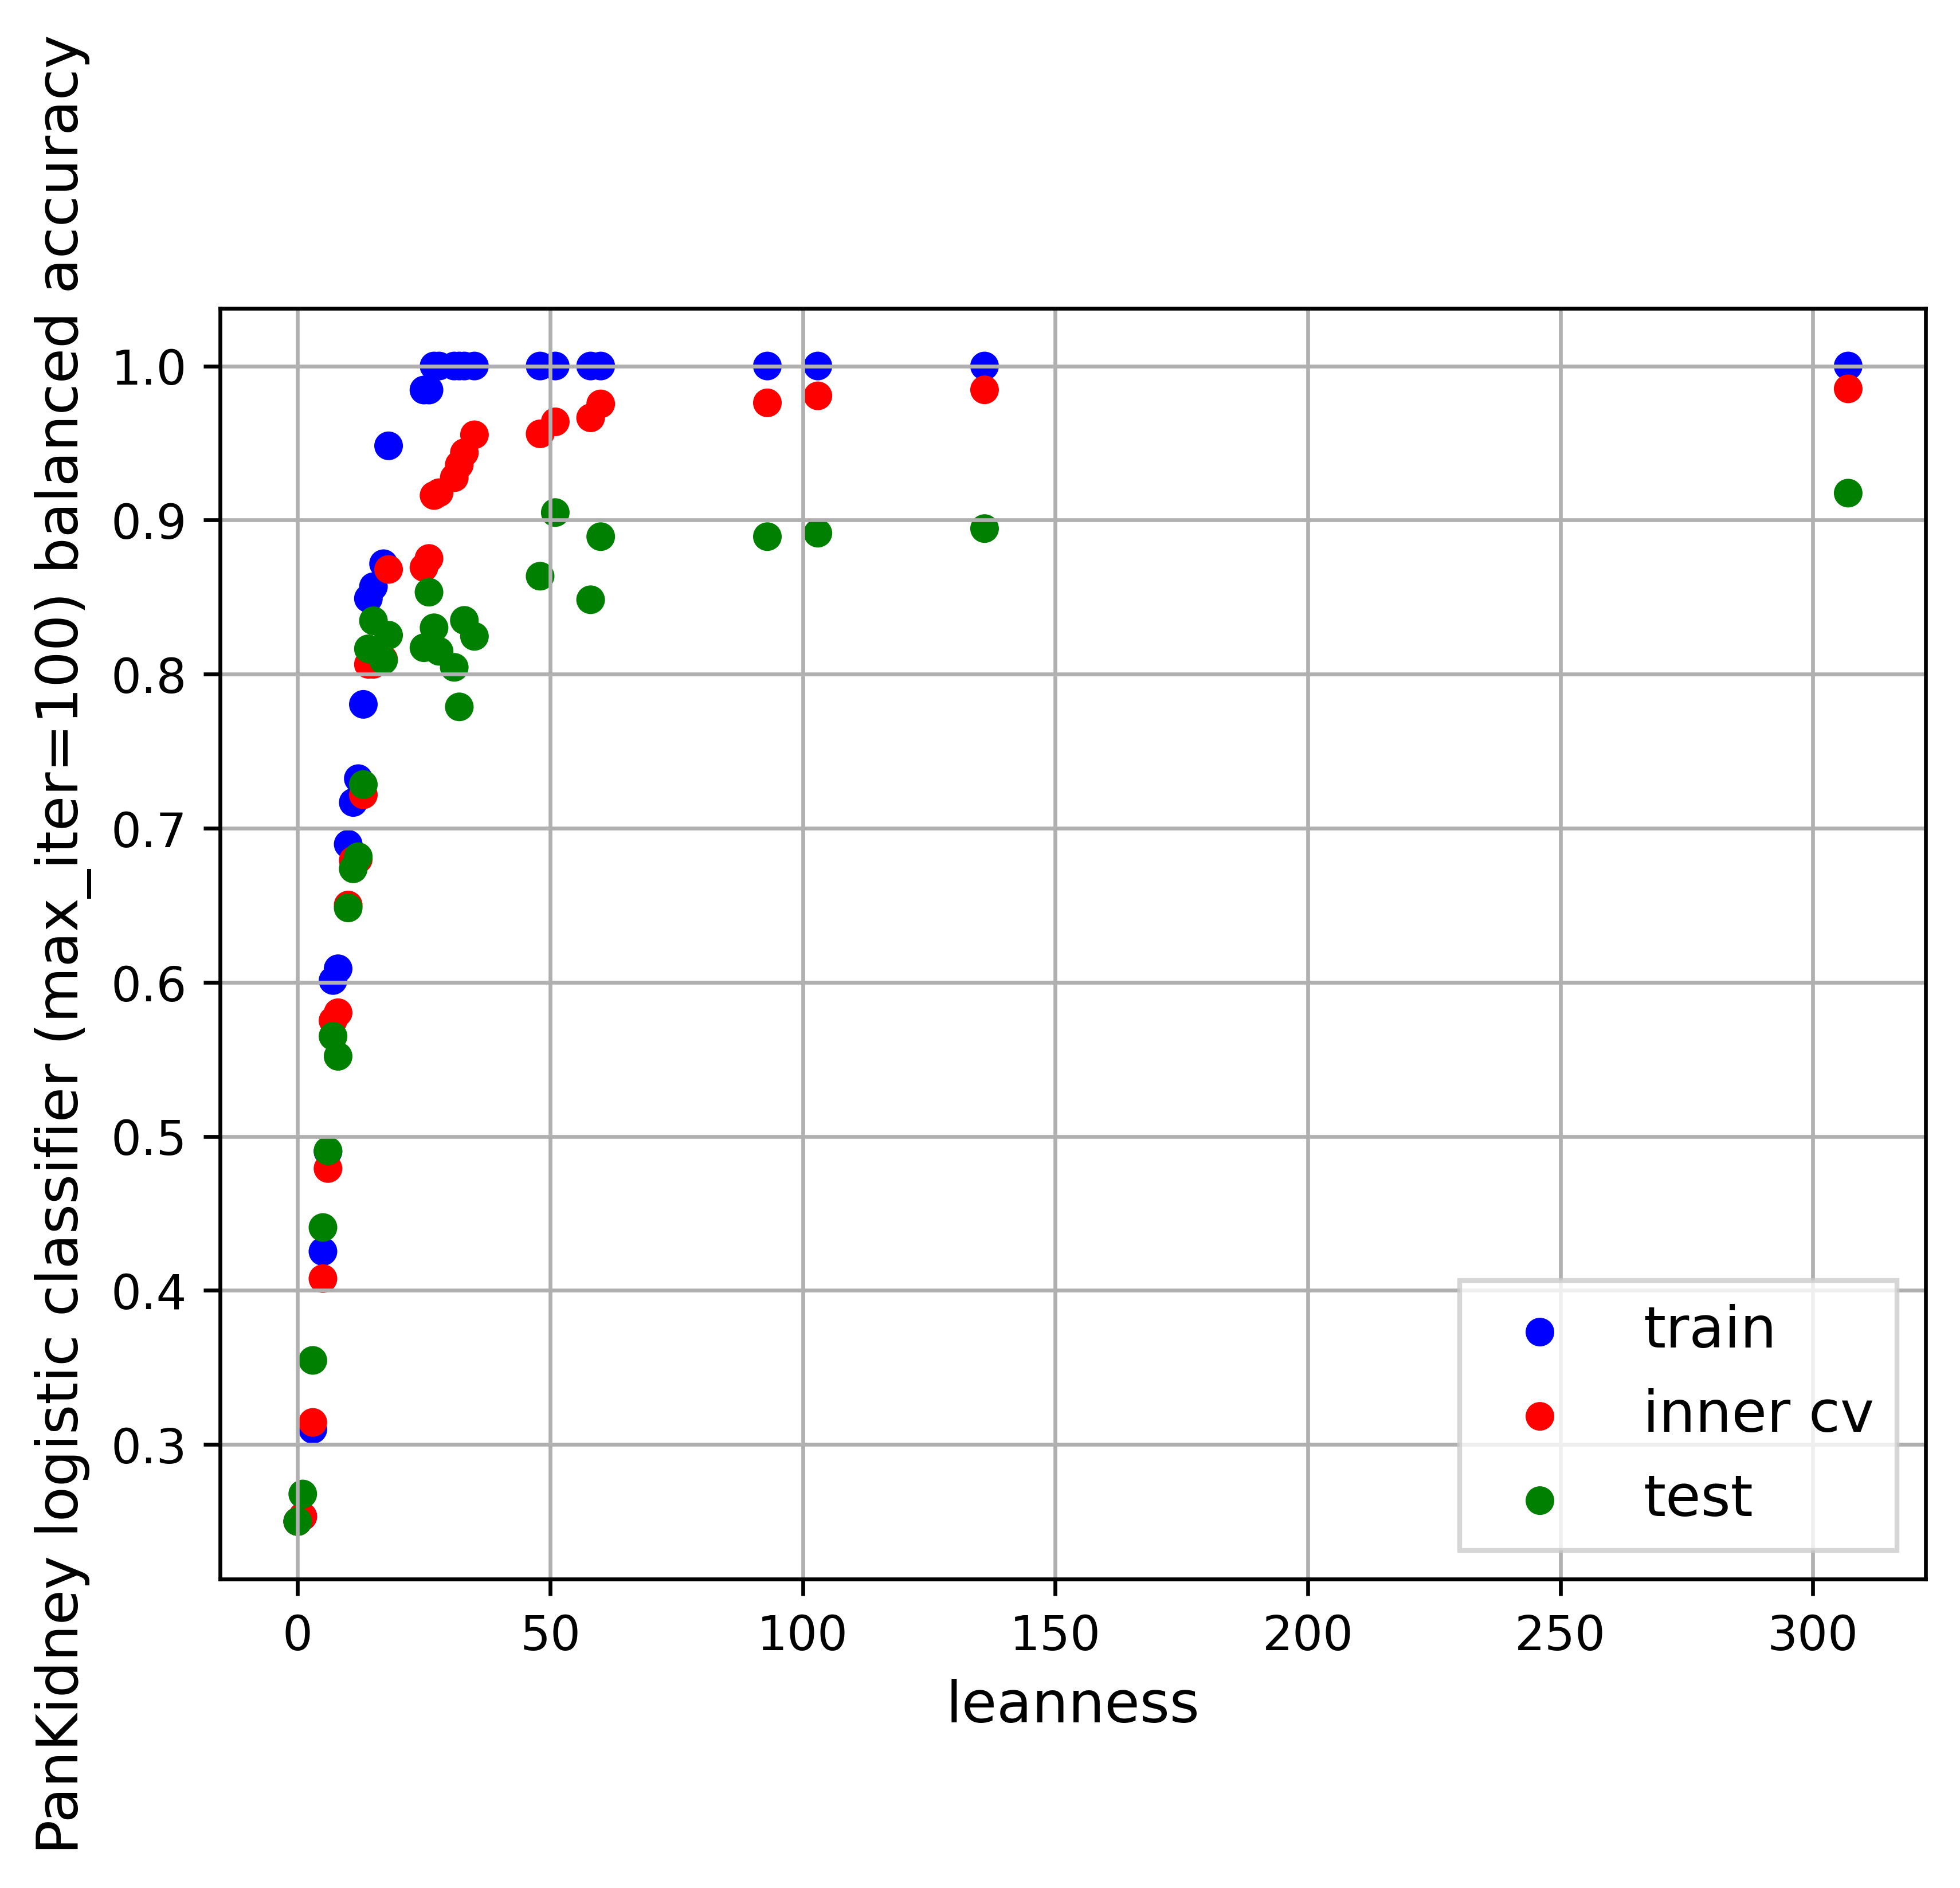 PanKidney logistic classifier (max_iter=100) balanced accuracy
1.0
0.9
0.8
0.7
0.6
0.5
0.4
0.3
train
inner cv
test
0 50 100 150 200 250 300
leanness